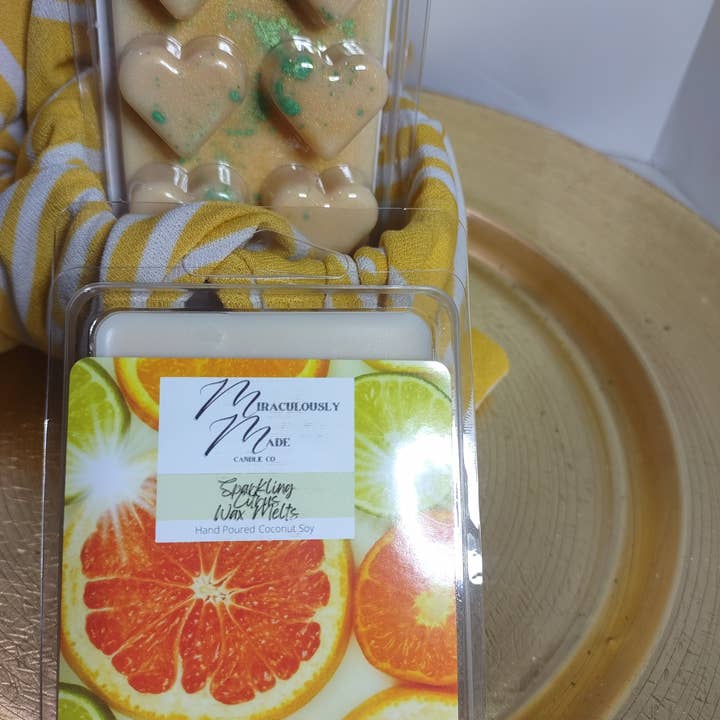 Miraculously
Made
Candle Co
Sparkling
Citrus
Wax Melts
Hand Poured Coconut Soy